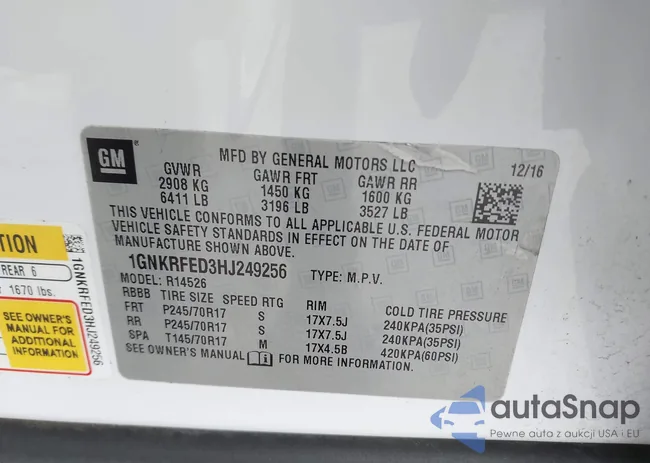 GM
MFD BY GENERAL MOTORS LLC
12/16
GVWR GAWR FRT GAWR RR
2908 KG 1450 KG 1600 KG
6411 LB 3196 LB 3527 LB
THIS VEHICLE CONFORMS TO ALL APPLICABLE U.S. FEDERAL MOTOR
VEHICLE SAFETY STANDARDS IN EFFECT ON THE DATE OF
MANUFACTURE SHOWN ABOVE.
1GNKRFED3HJ249256 TYPE: M.P.V.
MODEL: R14526
RBBB TIRE SIZE SPEED RTG RIM COLD TIRE PRESSURE
FRT P245/70R17 S 17X7.5J 240KPA(35PSI)
RR P245/70R17 S 17X7.5J 240KPA(35PSI)
SPA T145/70R17 M 17X4.5B 420KPA(60PSI)
SEE OWNER'S MANUAL FOR MORE INFORMATION.
TION
REAR 6
1670 lbs.
SEE OWNER'S
MANUAL FOR
ADDITIONAL
INFORMATION
1GNKRFED3HJ249256
autaSnap
Pewne auta z aukcji USA i EU